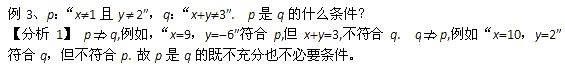 例 3、p：“x≠1 且 y≠2”，q：“x+y≠3”． p 是 q 的什么条件?
【分析 1】 p⇏q,例如，“x=9，y=−6”符合 p,但 x+y=3,不符合 q． q⇏p,例如“x=10，y=2”
符合 q，但不符合 p. 故 p 是 q 的既不充分也不必要条件。